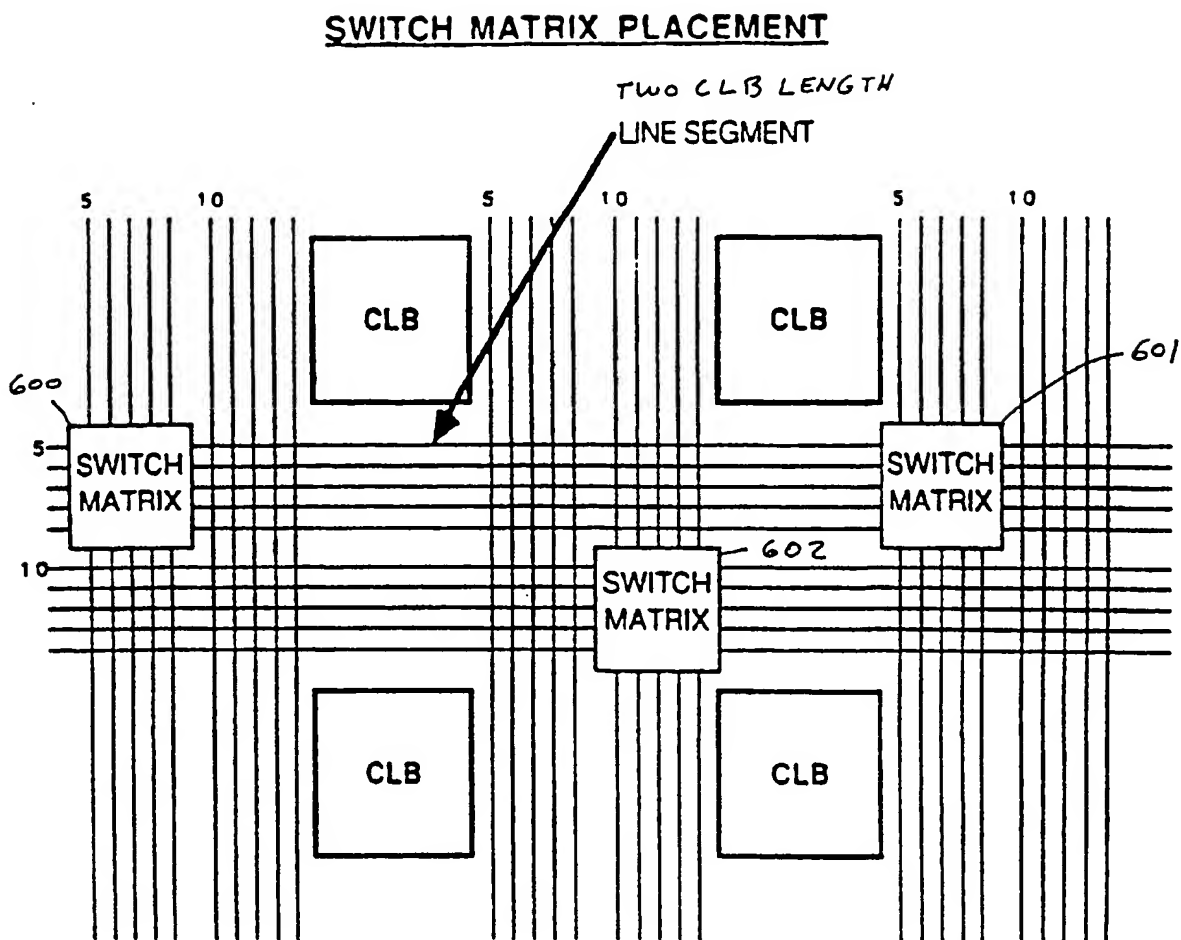 SWITCH MATRIX PLACEMENT
TWO CLB LENGTH
LINE SEGMENT
5 10 5 10 5 10
CLB CLB
601
600
5
SWITCH
MATRIX
SWITCH
MATRIX
602
10
SWITCH
MATRIX
CLB CLB